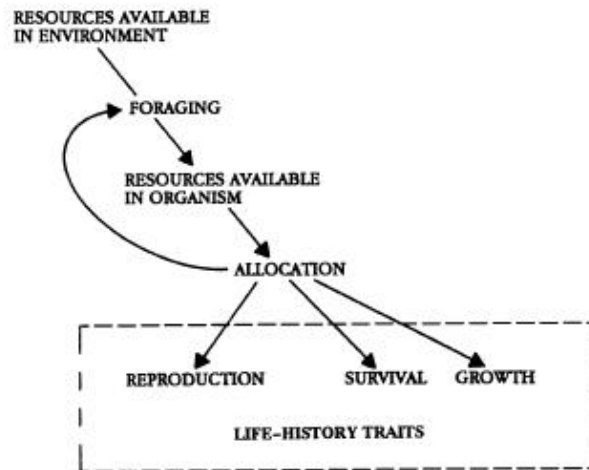 RESOURCES AVAILABLE
IN ENVIRONMENT
FORAGING
RESOURCES AVAILABLE
IN ORGANISM
ALLOCATION
REPRODUCTION
SURVIVAL
GROWTH
LIFE-HISTORY TRAITS